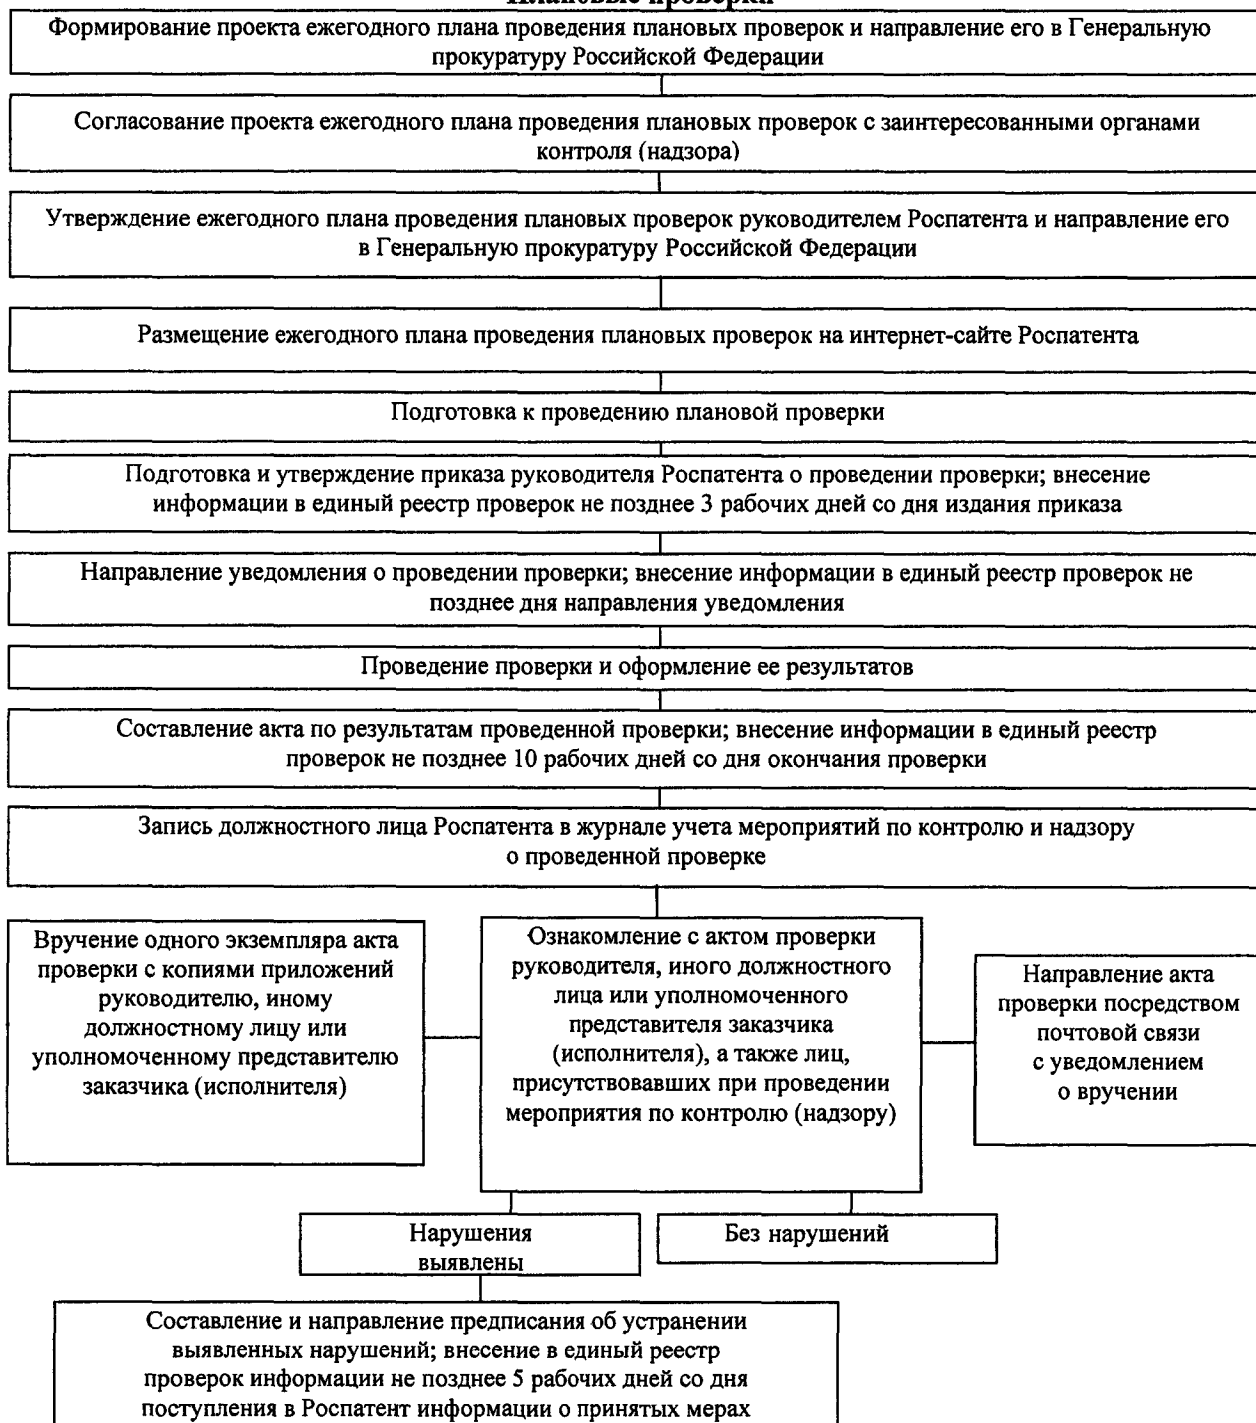 Плановые проверки
Формирование проекта ежегодного плана проведения плановых проверок и направление его в Генеральную
прокуратуру Российской Федерации
Согласование проекта ежегодного плана проведения плановых проверок с заинтересованными органами
контроля (надзора)
Утверждение ежегодного плана проведения плановых проверок руководителем Роспатента и направление его
в Генеральную прокуратуру Российской Федерации
Размещение ежегодного плана проведения плановых проверок на интернет-сайте Роспатента
Подготовка к проведению плановой проверки
Подготовка и утверждение приказа руководителя Роспатента о проведении проверки; внесение
информации в единый реестр проверок не позднее 3 рабочих дней со дня издания приказа
Направление уведомления о проведении проверки; внесение информации в единый реестр проверок не
позднее дня направления уведомления
Проведение проверки и оформление ее результатов
Составление акта по результатам проведенной проверки; внесение информации в единый реестр
проверок не позднее 10 рабочих дней со дня окончания проверки
Запись должностного лица Роспатента в журнале учета мероприятий по контролю и надзору
о проведенной проверке
Вручение одного экземпляра акта
проверки с копиями приложений
руководителю, иному
должностному лицу или
уполномоченному представителю
заказчика (исполнителя)
Ознакомление с актом проверки
руководителя, иного должностного
лица или уполномоченного
представителя заказчика
(исполнителя), а также лиц,
присутствовавших при проведении
мероприятия по контролю (надзору)
Направление акта
проверки посредством
почтовой связи
с уведомлением
о вручении
Нарушения
выявлены
Без нарушений
Составление и направление предписания об устранении
выявленных нарушений; внесение в единый реестр
проверок информации не позднее 5 рабочих дней со дня
поступления в Роспатент информации о принятых мерах